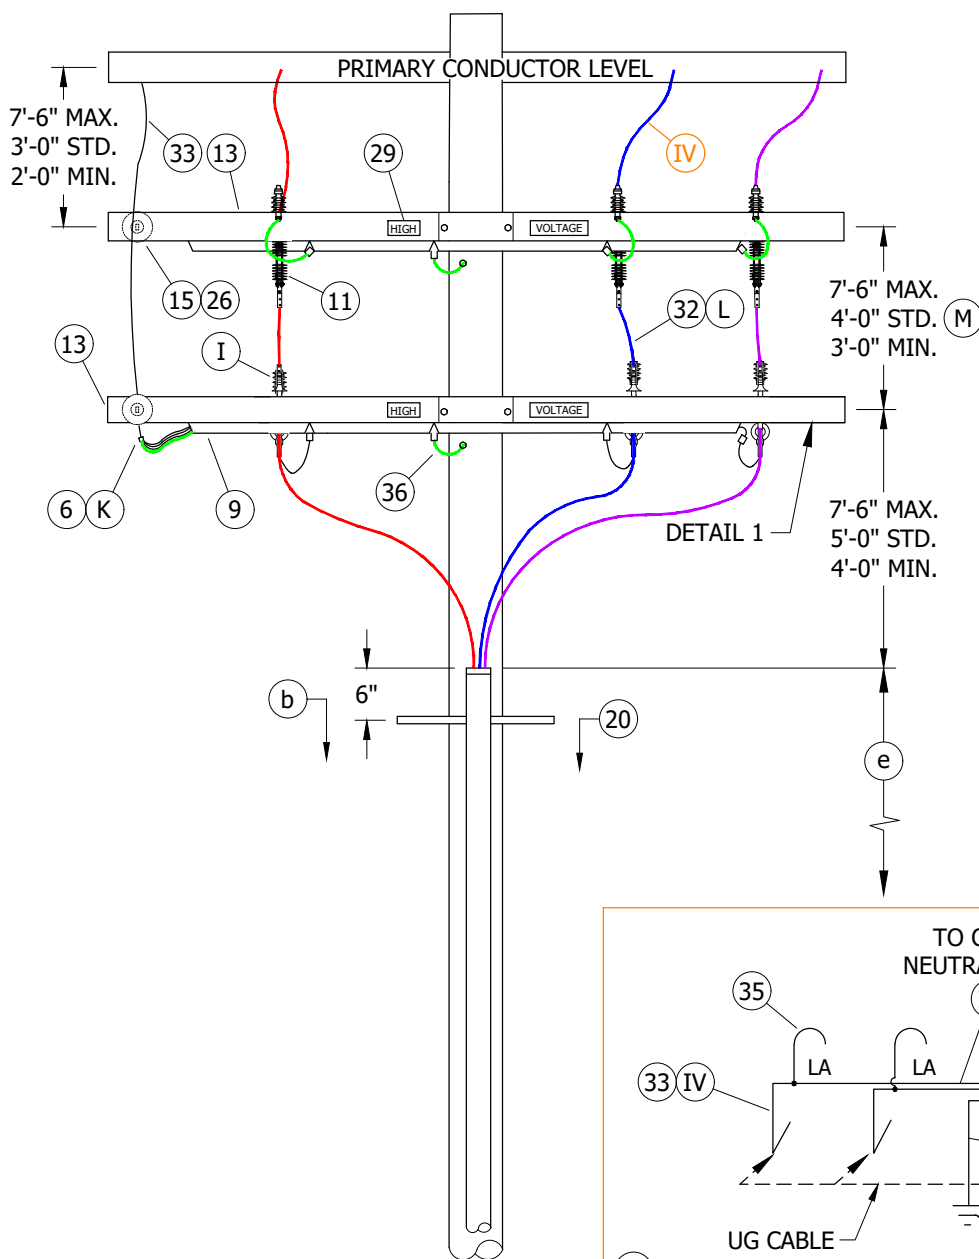 PRIMARY CONDUCTOR LEVEL
7'-6" MAX.
3'-0" STD.
2'-0" MIN.
33 13
29
IV
HIGH VOLTAGE
15 26
11
32 L
7'-6" MAX.
4'-0" STD. M
3'-0" MIN.
13
I
HIGH VOLTAGE
6 K
9
36
DETAIL 1
7'-6" MAX.
5'-0" STD.
4'-0" MIN.
b
6"
20
e
TO
35
LA LA
33 IV
UG CABLE